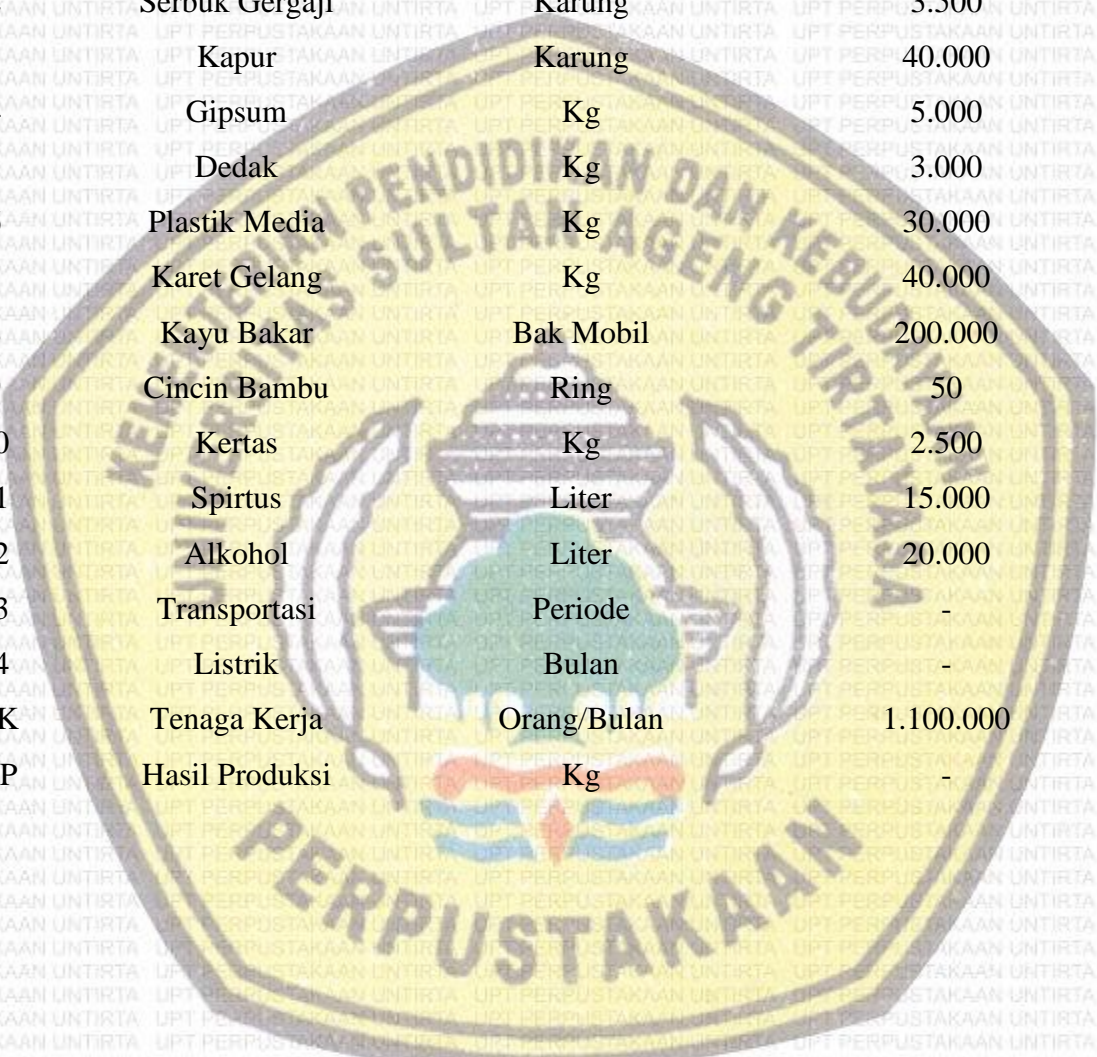 Serbuk Gergaji Karung 3.500
Kapur Karung 40.000
Gipsum Kg 5.000
Dedak Kg 3.000
Plastik Media Kg 30.000
Karet Gelang Kg 40.000
Kayu Bakar Bak Mobil 200.000
Cincin Bambu Ring 50
0 Kertas Kg 2.500
1 Spirtus Liter 15.000
2 Alkohol Liter 20.000
3 Transportasi Periode -
4 Listrik Bulan -
K Tenaga Kerja Orang/Bulan 1.100.000
P Hasil Produksi Kg -
KEMENTERIAN PENDIDIKAN DAN KEBUDAYAAN
UNIVERSITAS SULTAN AGENG TIRTAYASA
PERPUSTAKAAN
UPT PERPUSTAKAAN UNTIRTA